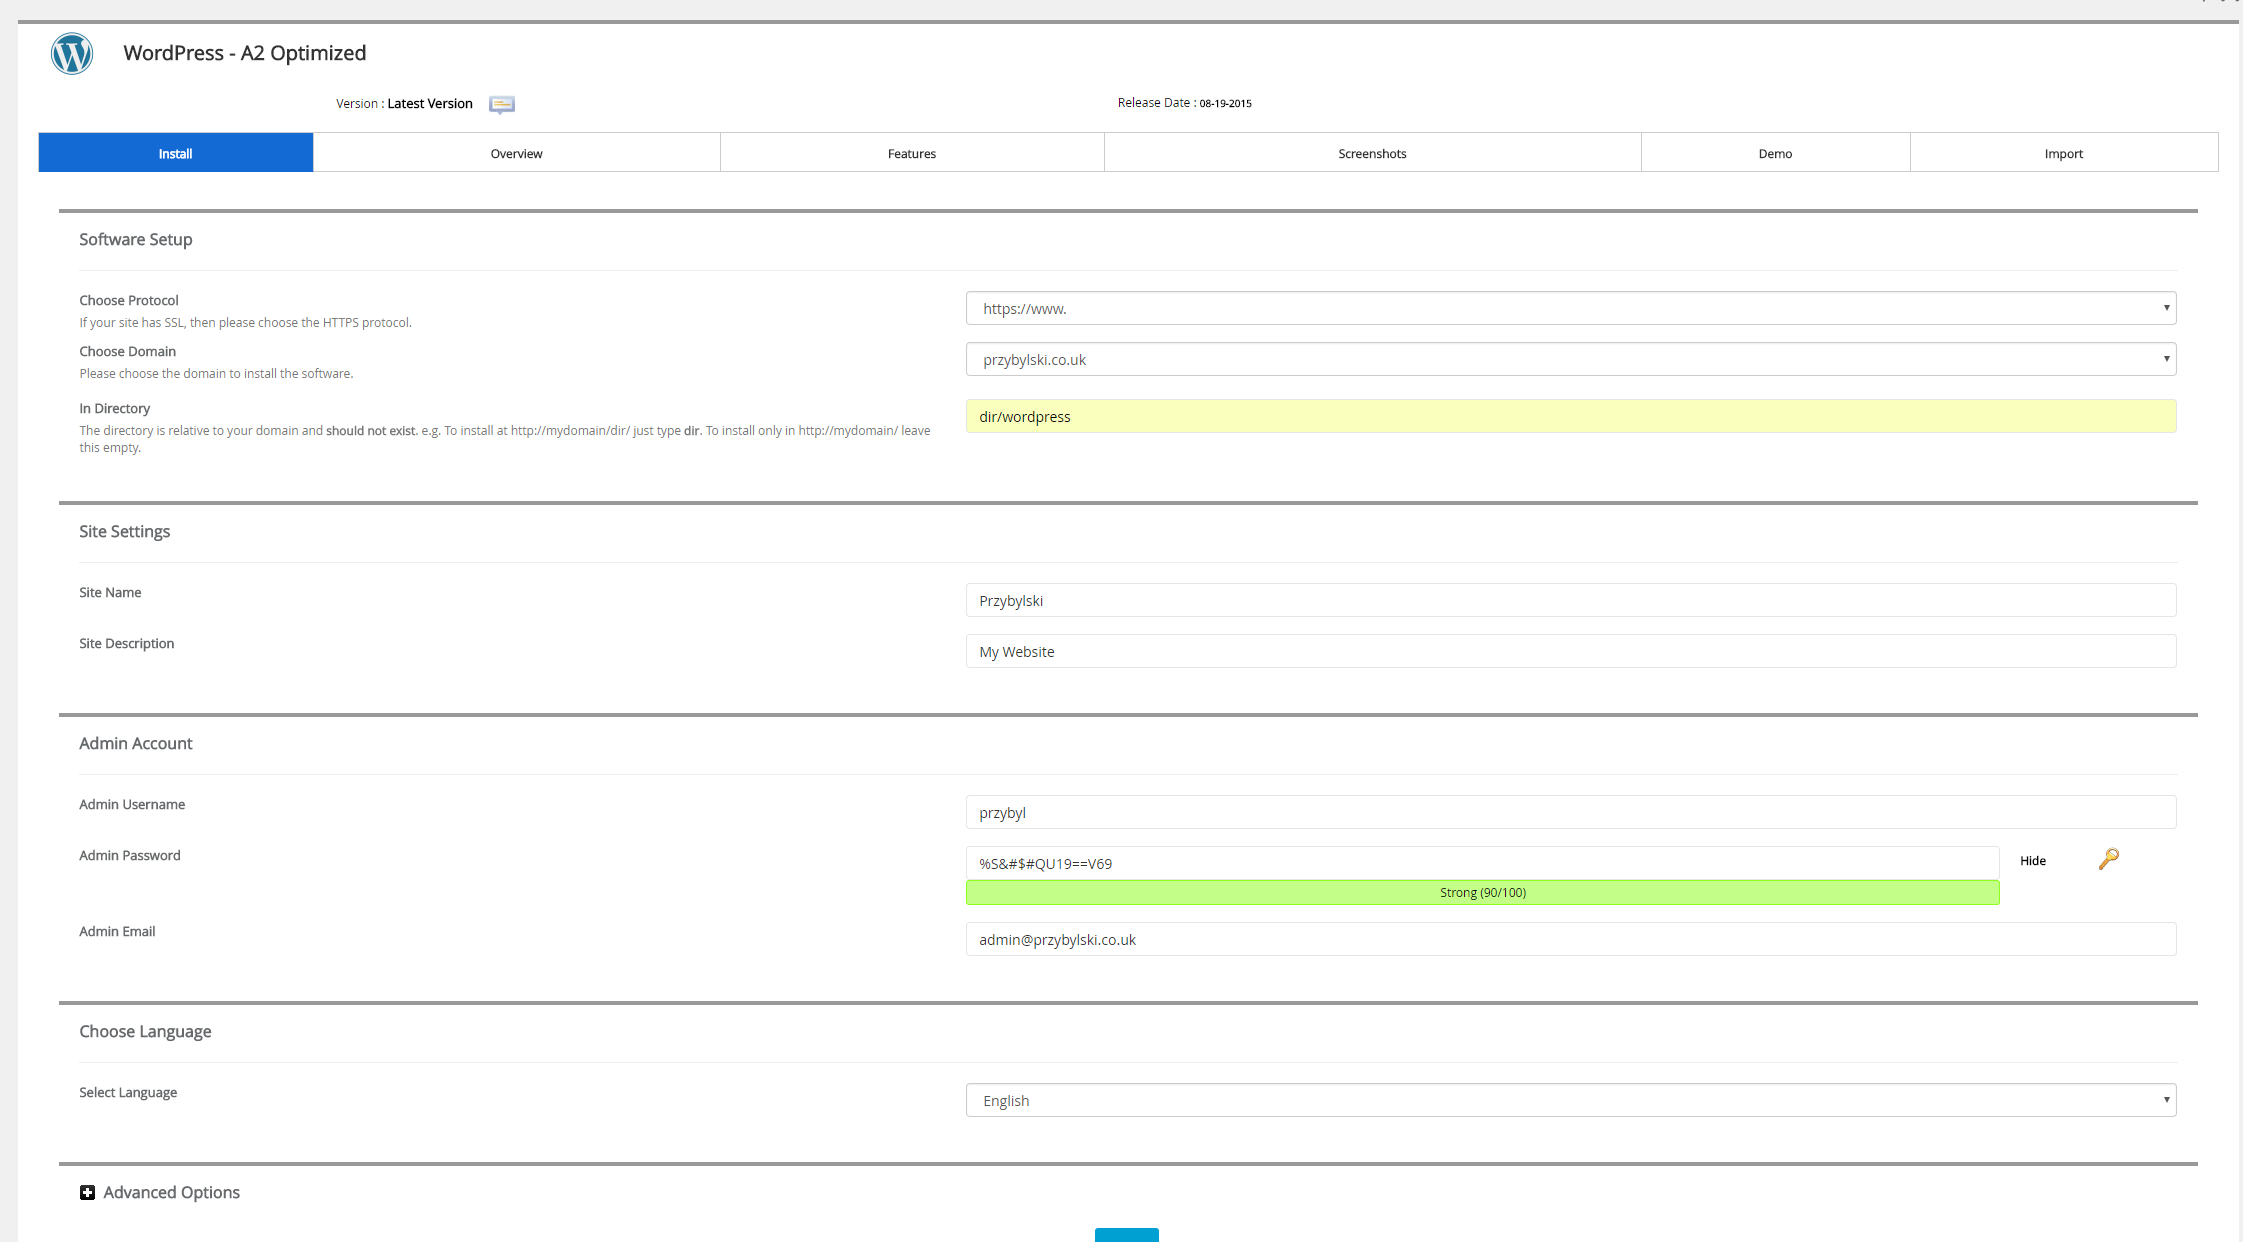 WordPress - A2 Optimized
Version : Latest Version
Release Date : 08-19-2015
Install
Overview
Features
Screenshots
Demo
Import
Software Setup
Choose Protocol
If your site has SSL, then please choose the HTTPS protocol.
https://www.
Choose Domain
Please choose the domain to install the software.
przybylski.co.uk
In Directory
The directory is relative to your domain and should not exist. e.g. To install at http://mydomain/dir/ just type dir. To install only in http://mydomain/ leave
this empty.
dir/wordpress
Site Settings
Site Name
Przybylski
Site Description
My Website
Admin Account
Admin Username
przybyl
Admin Password
%S&#$#QU19==V69
Hide
Strong (90/100)
Admin Email
admin@przybylski.co.uk
Choose Language
Select Language
English
Advanced Options